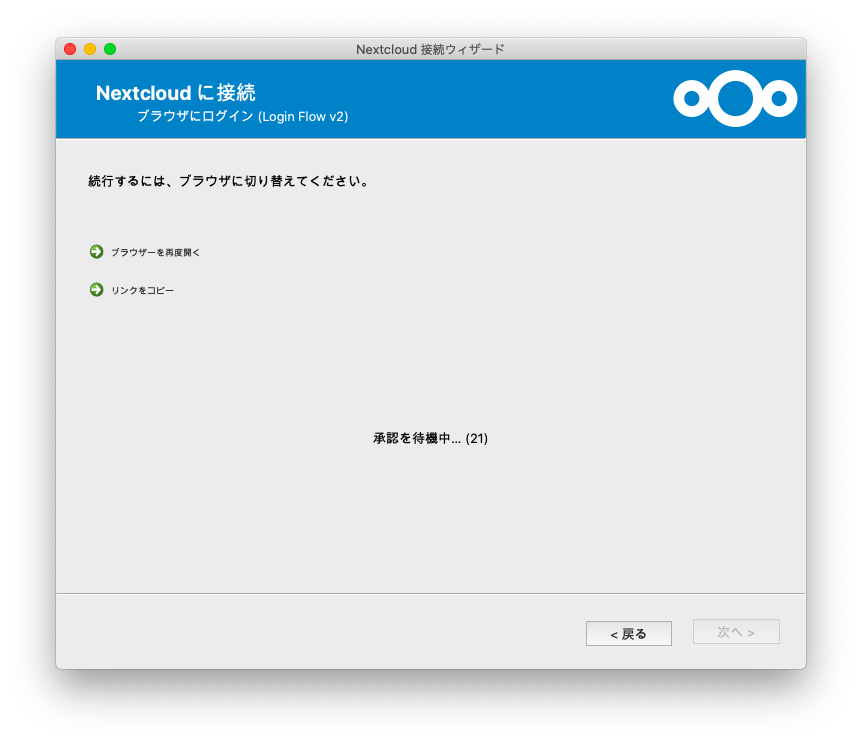 Nextcloud 接続ウィザード
Nextcloud に接続
ブラウザにログイン (Login Flow v2)
続行するには、ブラウザに切り替えてください。
ブラウザーを再度開く
リンクをコピー
承認を待機中... (21)
< 戻る
次へ >